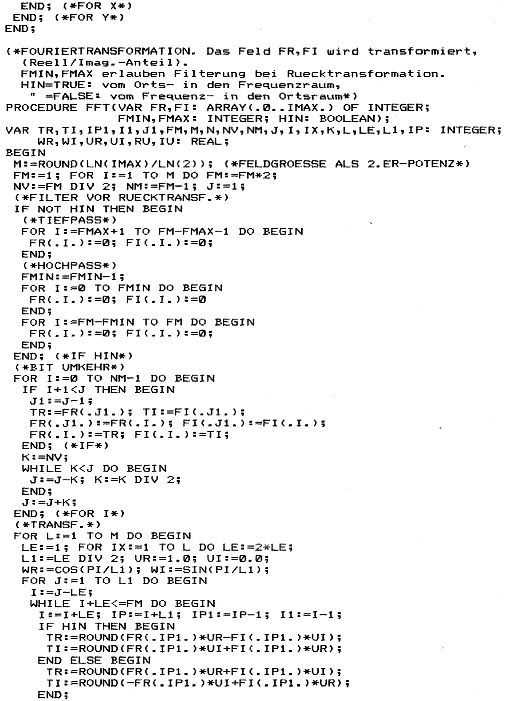 END; (*FOR X*)
END; (*FOR Y*)
END;
(*FOURIERTRANSFORMATION. Das Feld FR,FI wird transformiert,
(Reell/Imag.-Anteil).
FMIN,FMAX erlauben Filterung bei Ruecktransformation.
HIN=TRUE: vom Orts- in den Frequenzraum,
" =FALSE: vom Frequenz- in den Ortsraum*)
PROCEDURE FFT(VAR FR,FI: ARRAY(.0..IMAX.) OF INTEGER;
FMIN,FMAX: INTEGER; HIN: BOOLEAN);
VAR TR,TI,IP1,I1,J1,FM,M,N,NV,NM,J,I,IX,K,L,LE,L1,IP: INTEGER;
WR,WI,UR,UI,RU,IU: REAL;
BEGIN
M:=ROUND(LN(IMAX)/LN(2)); (*FELDGROESSE ALS 2.ER-POTENZ*)
FM:=1; FOR I:=1 TO M DO FM:=FM*2;
NV:=FM DIV 2; NM:=FM-1; J:=1;
(*FILTER VOR RUECKTRANSF.*)
IF NOT HIN THEN BEGIN
(*TIEFPASS*)
FOR I:=FMAX+1 TO FM-FMAX-1 DO BEGIN
FR(.I.):=0; FI(.I.):=0;
END;
(*HOCHPASS*)
FMIN:=FMIN-1;
FOR I:=0 TO FMIN DO BEGIN
FR(.I.):=0; FI(.I.):=0
END;
FOR I:=FM-FMIN TO FM DO BEGIN
FR(.I.):=0; FI(.I.):=0;
END;
END; (*IF HIN*)
(*BIT UMKEHR*)
FOR I:=0 TO NM-1 DO BEGIN
IF I+1<J THEN BEGIN
J1:=J-1;
TR:=FR(.J1.); TI:=FI(.J1.);
FR(.J1.):=FR(.I.); FI(.J1.):=FI(.I.);
FR(.I.):=TR; FI(.I.):=TI;
END; (*IF*)
K:=NV;
WHILE K<J DO BEGIN
J:=J-K; K:=K DIV 2;
END;
J:=J+K;
END; (*FOR I*)
(*TRANSF.*)
FOR L:=1 TO M DO BEGIN
LE:=1; FOR IX:=1 TO L DO LE:=2*LE;
L1:=LE DIV 2; UR:=1.0; UI:=0.0;
WR:=COS(PI/L1); WI:=SIN(PI/L1);
FOR J:=1 TO L1 DO BEGIN
I:=J-LE;
WHILE I+LE<=FM DO BEGIN
I:=I+LE; IP:=I+L1; IP1:=IP-1; I1:=I-1;
IF HIN THEN BEGIN
TR:=ROUND(FR(.IP1.)*UR-FI(.IP1.)*UI);
TI:=ROUND(FR(.IP1.)*UI+FI(.IP1.)*UR);
END ELSE BEGIN
TR:=ROUND(FR(.IP1.)*UR+FI(.IP1.)*UI);
TI:=ROUND(-FR(.IP1.)*UI+FI(.IP1.)*UR);
END;